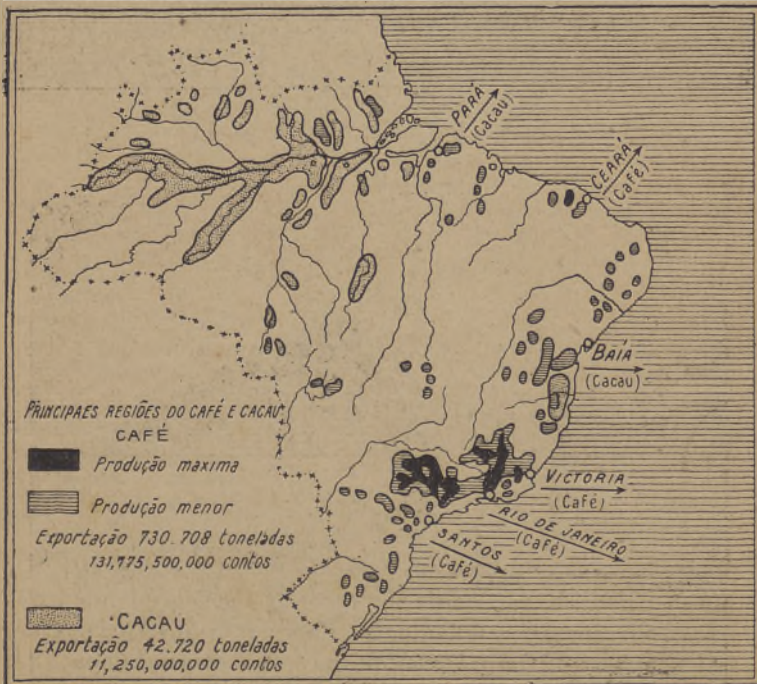 PARÁ
(Cacau)
CEARÁ
(Café)
BAÍA
(Cacau)
VICTORIA
(Café)
RIO DE JANEIRO
(Café)
SANTOS
(Café)
PRINCIPAES REGIÕES DO CAFÉ E CACAU
CAFÉ
Produção maxima
Produção menor
Exportação 730.708 toneladas
131,775,500,000 contos
CACAU
Exportação 42.720 toneladas
11,250,000,000 contos